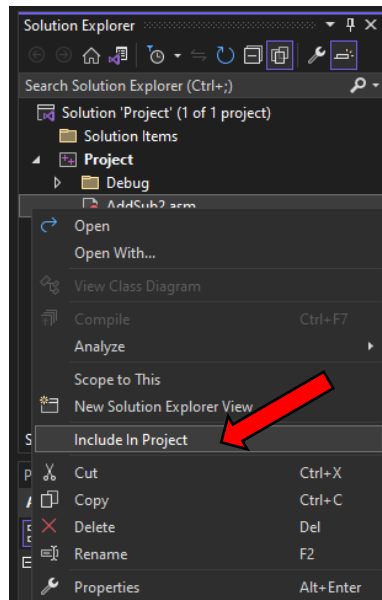 Solution Explorer
Search Solution Explorer (Ctrl+;)
Solution 'Project' (1 of 1 project)
Solution Items
Project
Debug
AddSub2.asm
Open
Open With...
View Class Diagram
Compile Ctrl+F7
Analyze
Scope to This
New Solution Explorer View
Include In Project
Cut Ctrl+X
Copy Ctrl+C
Delete Del
Rename F2
Properties Alt+Enter